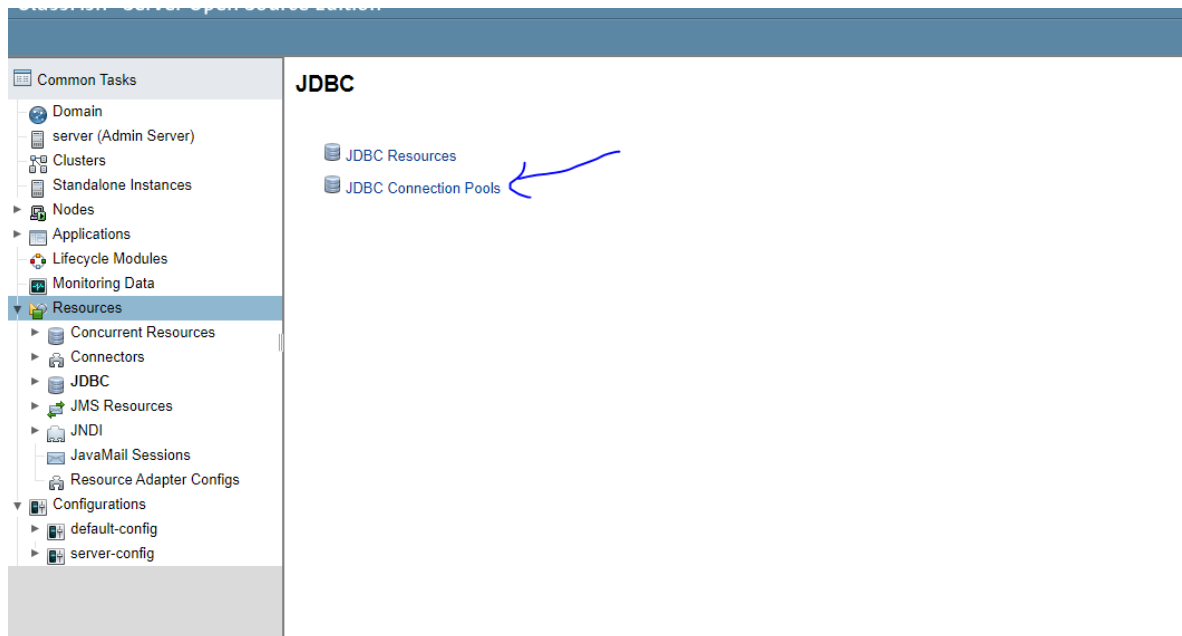 Common Tasks
Domain
server (Admin Server)
Clusters
Standalone Instances
Nodes
Applications
Lifecycle Modules
Monitoring Data
Resources
Concurrent Resources
Connectors
JDBC
JMS Resources
JNDI
JavaMail Sessions
Resource Adapter Configs
Configurations
default-config
server-config
JDBC
JDBC Resources
JDBC Connection Pools